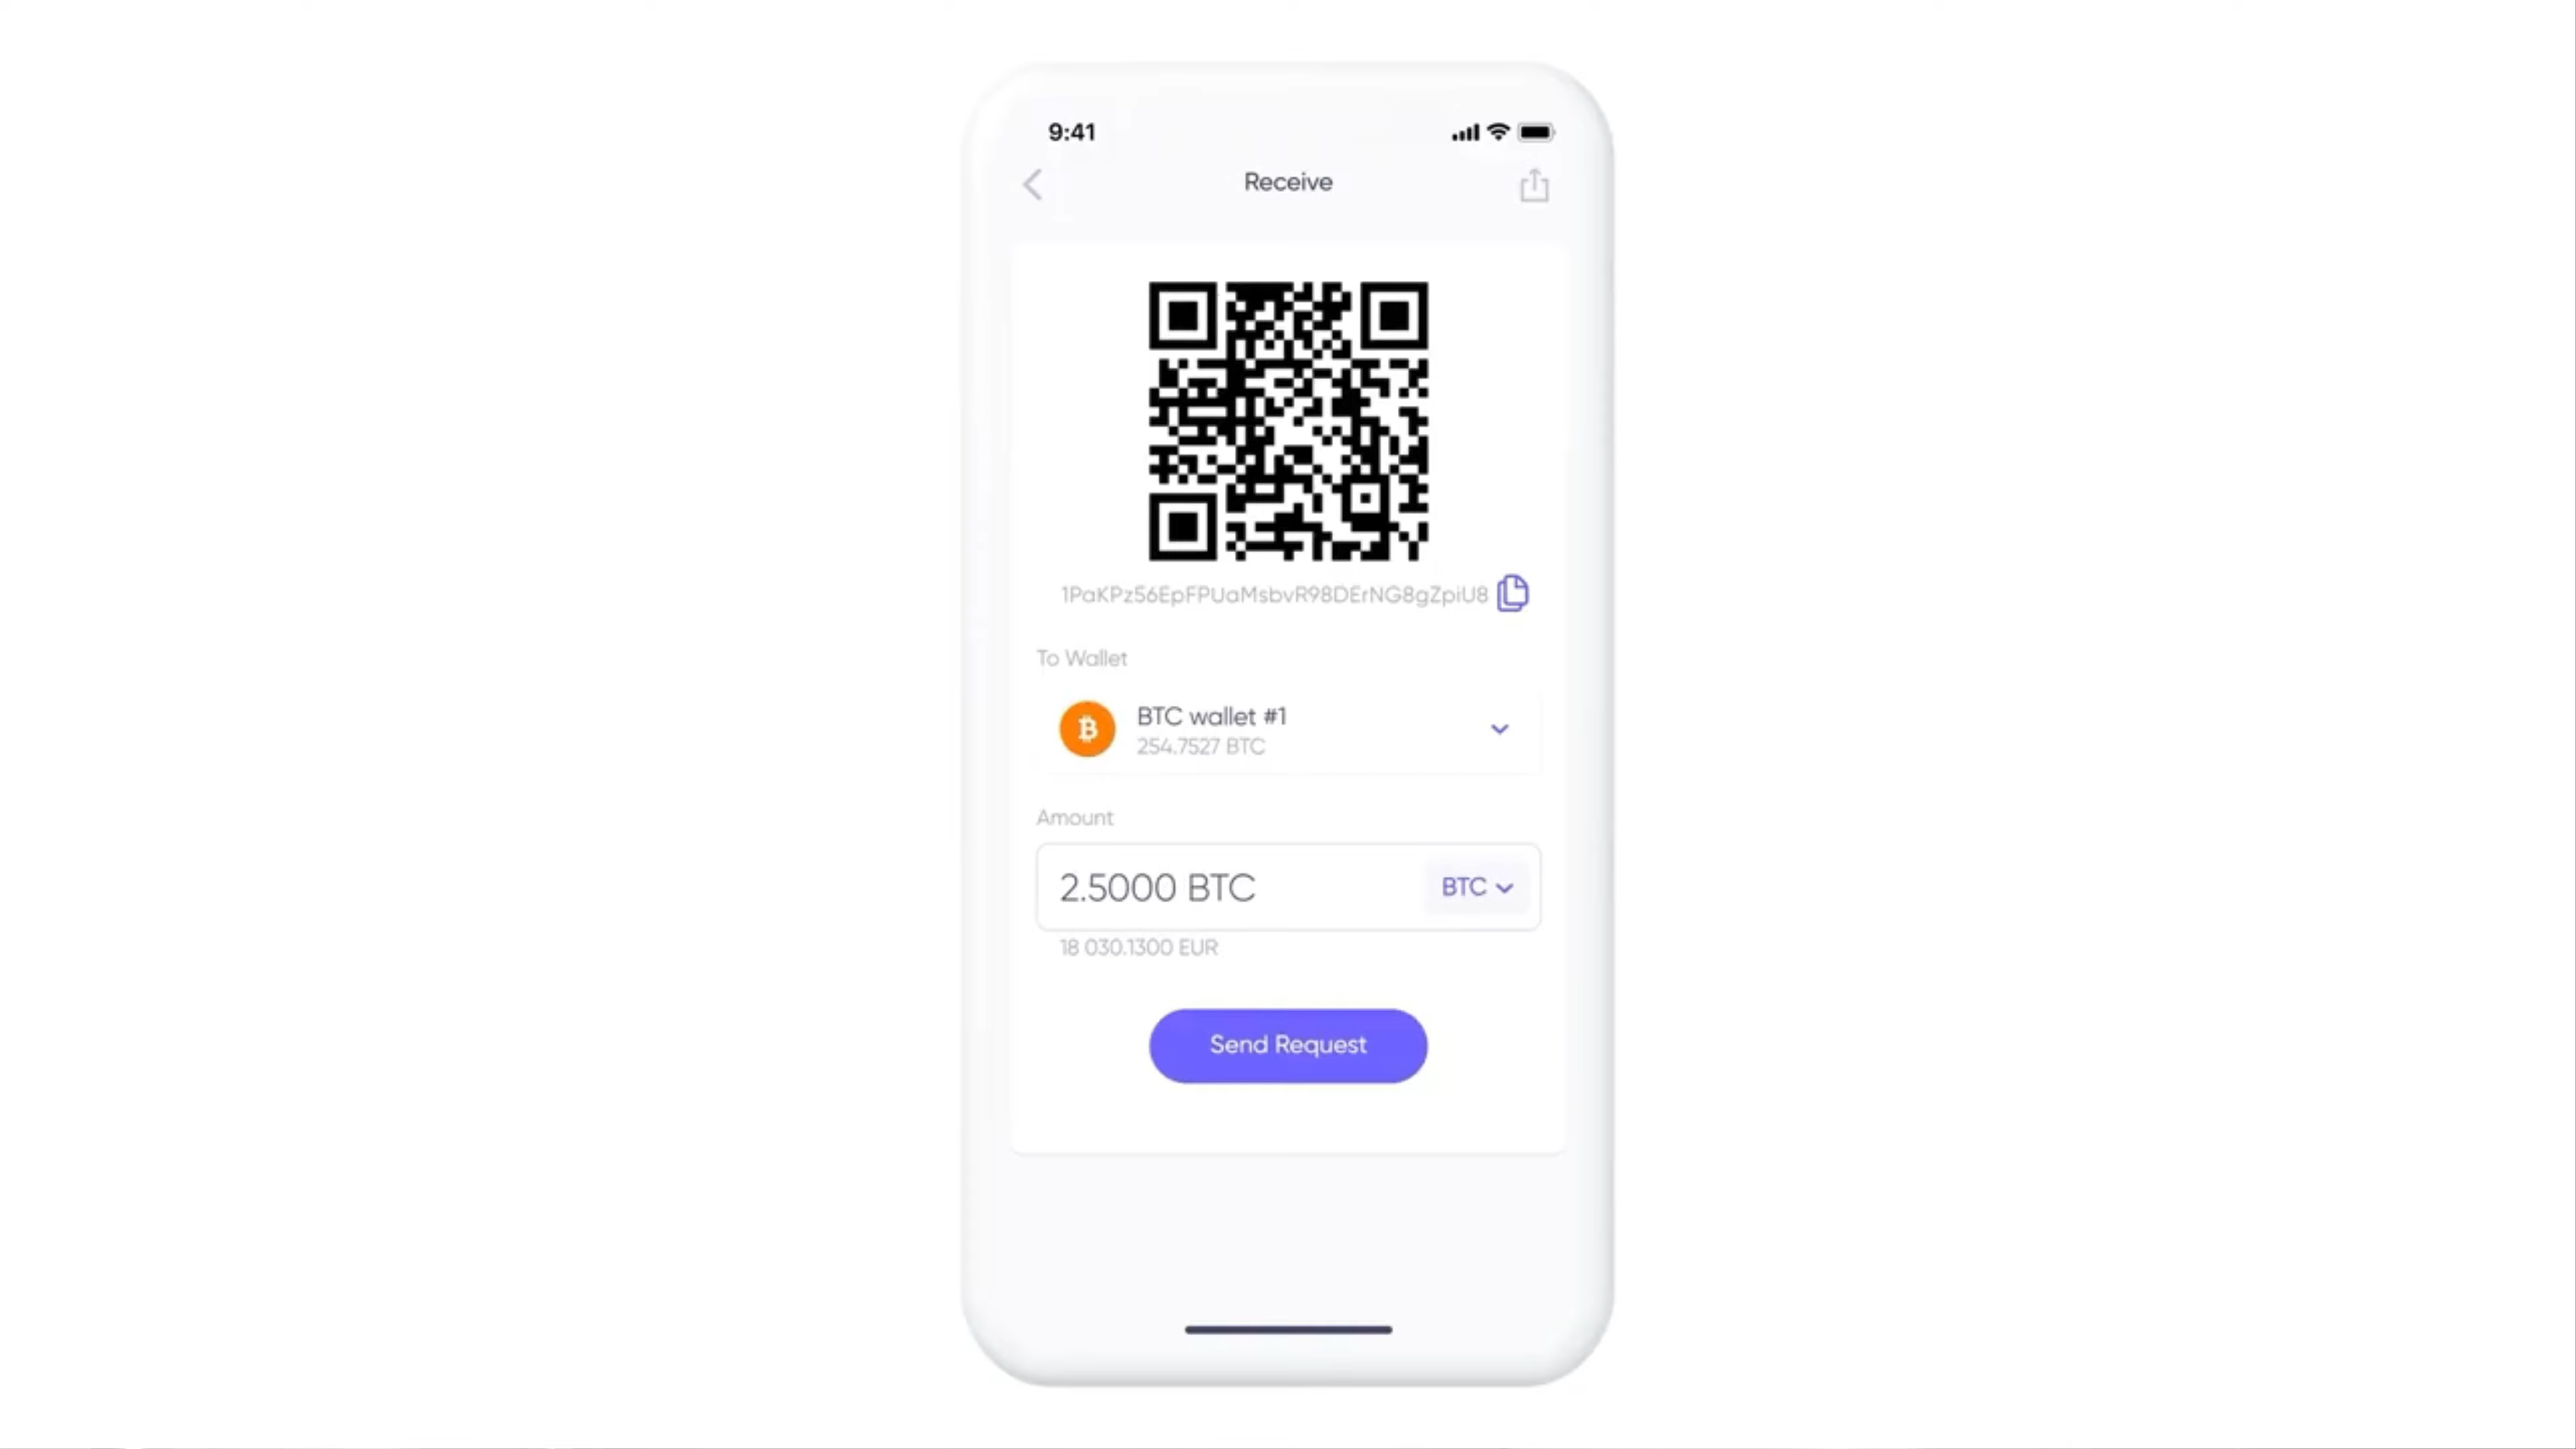 9:41
Receive
1PaKPz56EpFPUaMsbvR98DErNG8gZpiU8
To Wallet
BTC wallet #1
254.7527 BTC
Amount
2.5000 BTC
BTC
18 030.1300 EUR
Send Request